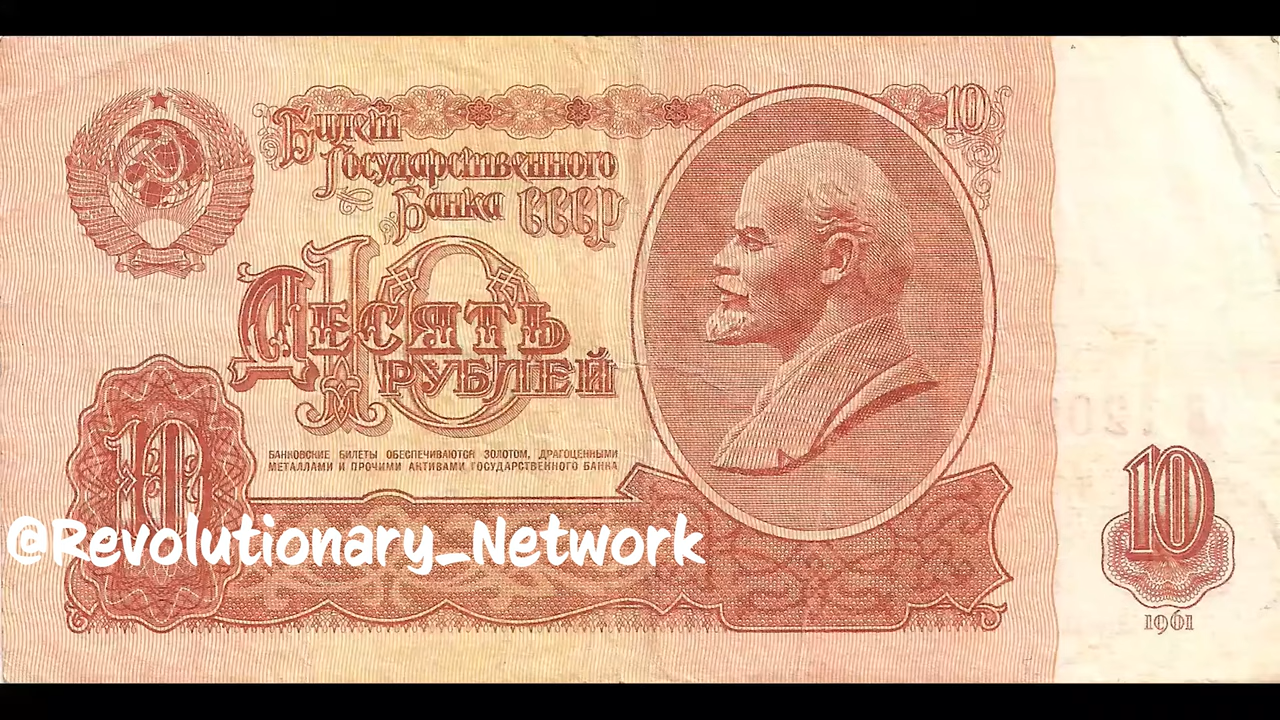 Билет
Государственного
Банка СССР
10
10
Десять
рублей
БАНКОВСКИЕ БИЛЕТЫ ОБЕСПЕЧИВАЮТСЯ ЗОЛОТОМ, ДРАГОЦЕННЫМИ
МЕТАЛЛАМИ И ПРОЧИМИ АКТИВАМИ ГОСУДАРСТВЕННОГО БАНКА
10
10
@Revolutionary_Network
1961